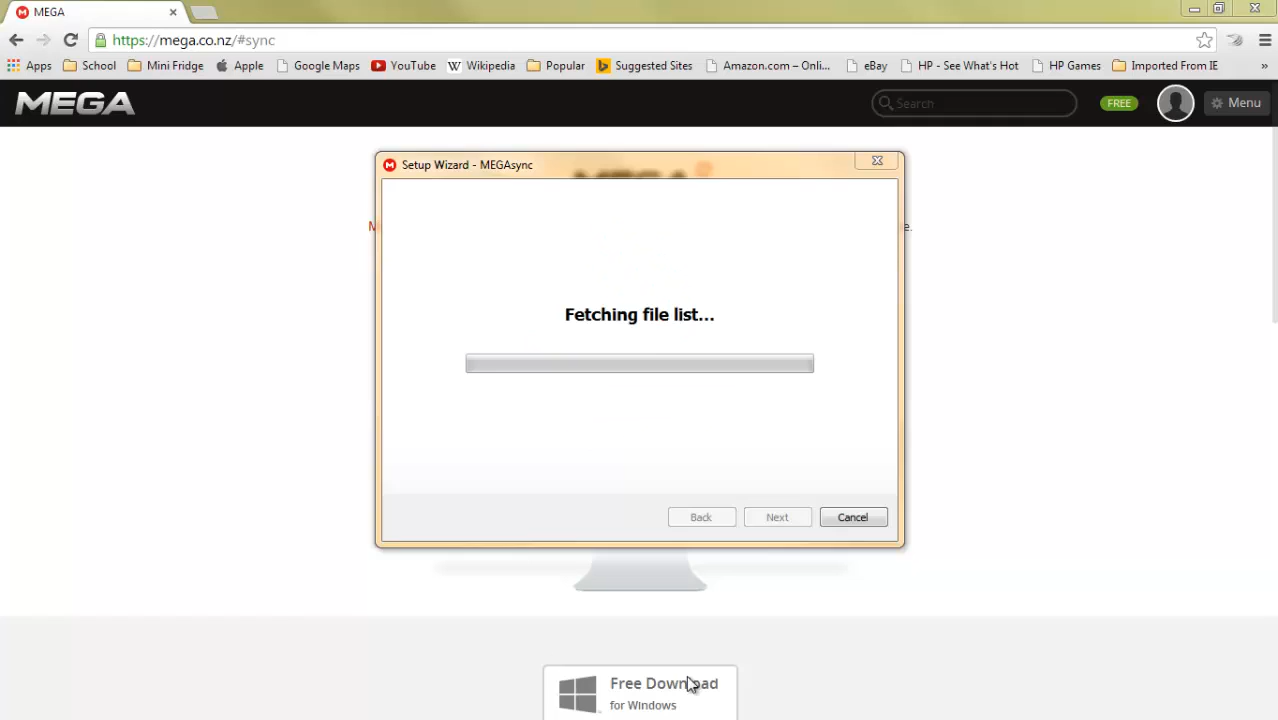 MEGA
https://mega.co.nz/#sync
Apps School Mini Fridge Apple Google Maps YouTube Wikipedia Popular Suggested Sites Amazon.com – Onli... eBay HP - See What's Hot HP Games Imported From IE »
MEGA Search FREE Menu
Setup Wizard - MEGAsync
Fetching file list...
Back Next Cancel
Free Download
for Windows